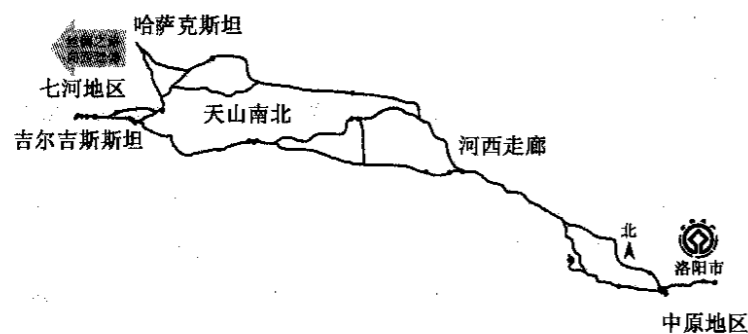 哈萨克斯坦
七河地区
天山南北
吉尔吉斯斯坦
河西走廊
北
洛阳市
中原地区